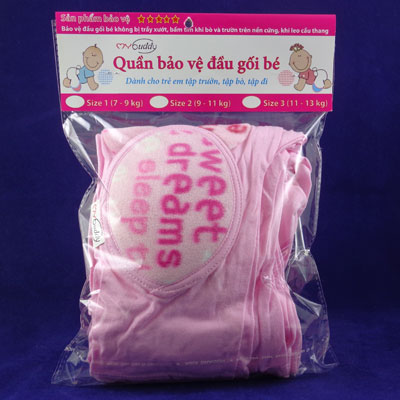 Sản phẩm bảo vệ
Bảo vệ đầu gối bé không bị trầy xước, bầm tím khi bò và trườn trên nền cứng, khi leo cầu thang
my buddy
Quần bảo vệ đầu gối bé
Dành cho trẻ em tập trườn, tập bò, tập đi
Size 1 (7 - 9 kg) Size 2 (9 - 11 kg) Size 3 (11 - 13 kg)
sweet
dreams
sleep